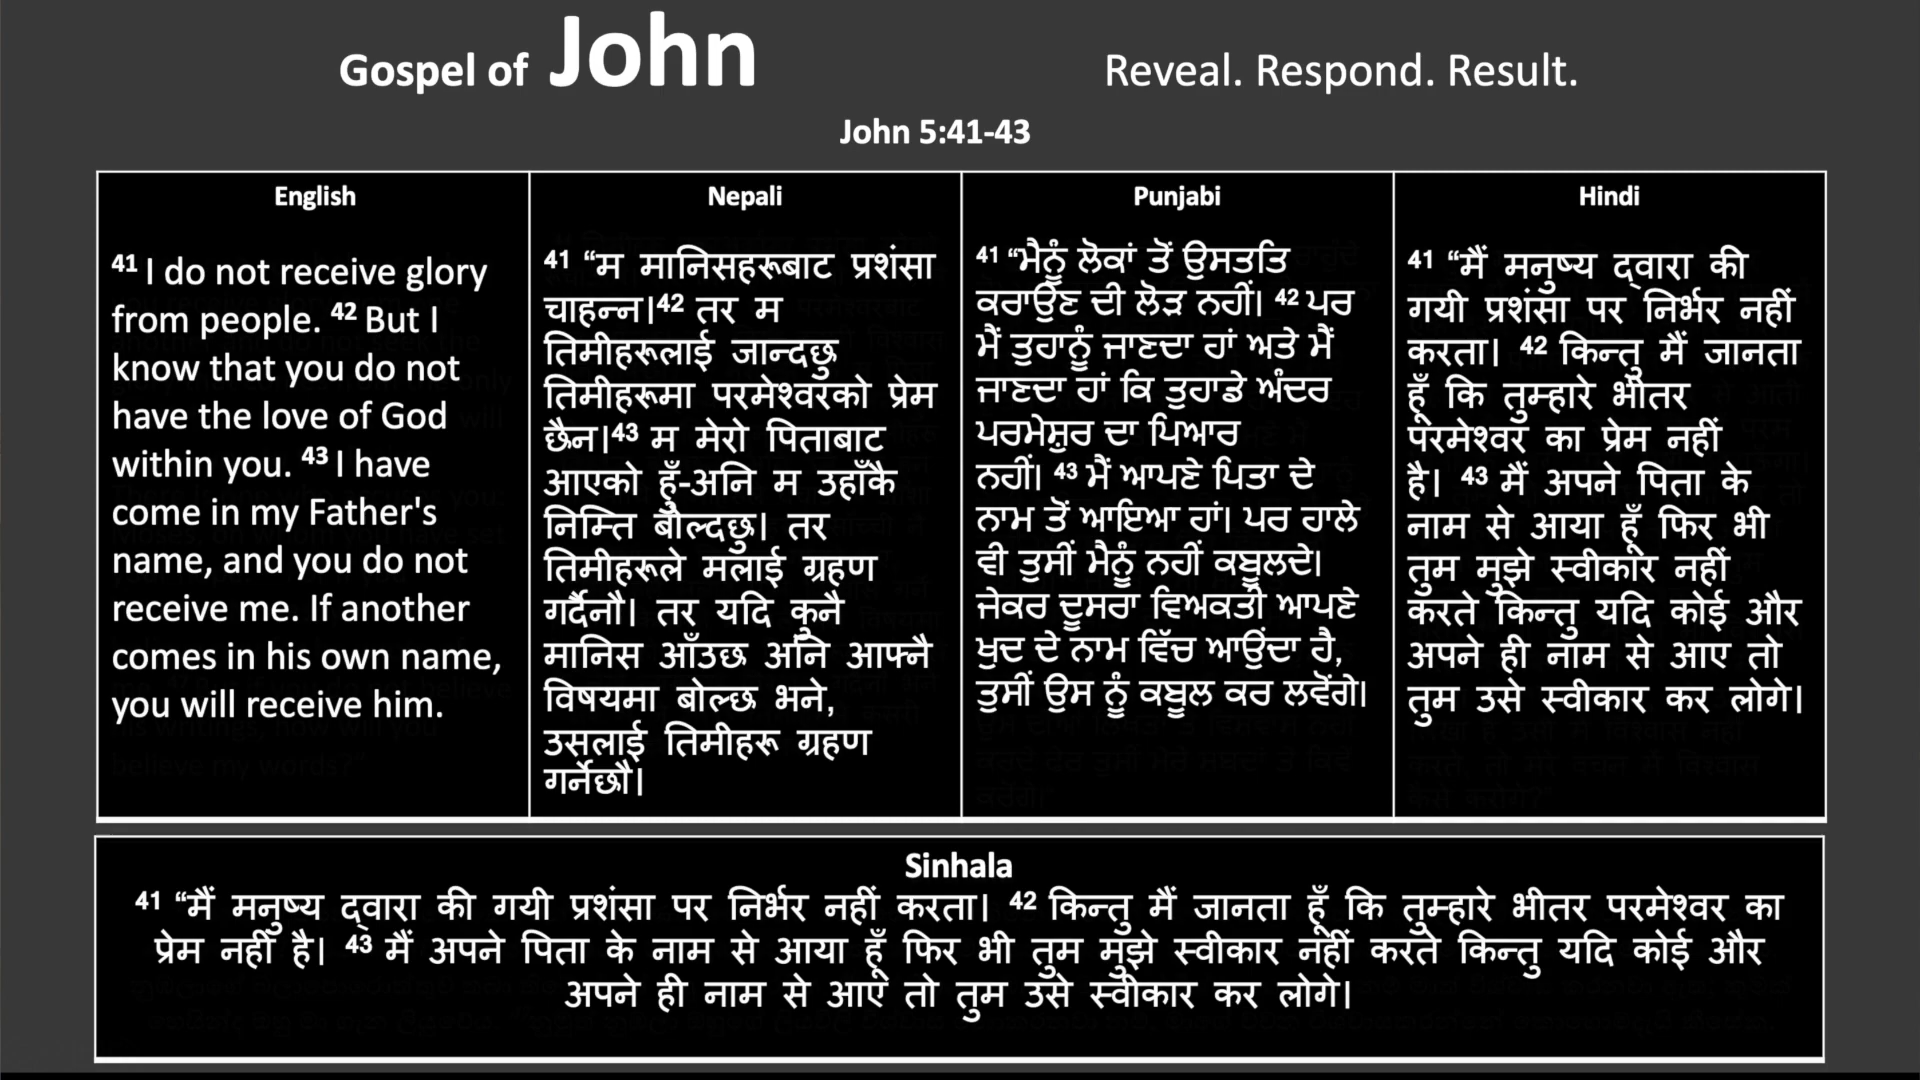 Gospel of John
Reveal. Respond. Result.
John 5:41-43
English
41 I do not receive glory
from people. 42 But I
know that you do not
have the love of God
within you. 43 I have
come in my Father's
name, and you do not
receive me. If another
comes in his own name,
you will receive him.
Nepali
41 “म मानिसहरूबाट प्रशंसा
चाहन्न।42 तर म
तिमीहरूलाई जान्दछु
तिमीहरूमा परमेश्वरको प्रेम
छैन।43 म मेरो पिताबाट
आएको हुँ-अनि म उहाँकै
निम्ति बोल्दछु। तर
तिमीहरूले मलाई ग्रहण
गर्दैनौ। तर यदि कुनै
मानिस आँउछ अनि आफ्नै
विषयमा बोल्छ भने,
उसलाई तिमीहरू ग्रहण
गर्नेछौ।
Punjabi
41 “ਮੈਨੂੰ ਲੋਕਾਂ ਤੋਂ ਉਸਤਤਿ
ਕਰਾਉਣ ਦੀ ਲੋੜ ਨਹੀਂ। 42 ਪਰ
ਮੈਂ ਤੁਹਾਨੂੰ ਜਾਣਦਾ ਹਾਂ ਅਤੇ ਮੈਂ
ਜਾਣਦਾ ਹਾਂ ਕਿ ਤੁਹਾਡੇ ਅੰਦਰ
ਪਰਮੇਸ਼ੁਰ ਦਾ ਪਿਆਰ
ਨਹੀਂ। 43 ਮੈਂ ਆਪਣੇ ਪਿਤਾ ਦੇ
ਨਾਮ ਤੋਂ ਆਇਆ ਹਾਂ। ਪਰ ਹਾਲੇ
ਵੀ ਤੁਸੀਂ ਮੈਨੂੰ ਨਹੀਂ ਕਬੂਲਦੇ।
ਜੇਕਰ ਦੂਸਰਾ ਵਿਅਕਤੀ ਆਪਣੇ
ਖੁਦ ਦੇ ਨਾਮ ਵਿੱਚ ਆਉਂਦਾ ਹੈ,
ਤੁਸੀਂ ਉਸ ਨੂੰ ਕਬੂਲ ਕਰ ਲਵੋਂਗੇ।
Hindi
41 “मैं मनुष्य द्वारा की
गयी प्रशंसा पर निर्भर नहीं
करता। 42 किन्तु मैं जानता
हूँ कि तुम्हारे भीतर
परमेश्वर का प्रेम नहीं
है। 43 मैं अपने पिता के
नाम से आया हूँ फिर भी
तुम मुझे स्वीकार नहीं
करते किन्तु यदि कोई और
अपने ही नाम से आए तो
तुम उसे स्वीकार कर लोगे।
Sinhala
41 “मैं मनुष्य द्वारा की गयी प्रशंसा पर निर्भर नहीं करता। 42 किन्तु मैं जानता हूँ कि तुम्हारे भीतर परमेश्वर का
प्रेम नहीं है। 43 मैं अपने पिता के नाम से आया हूँ फिर भी तुम मुझे स्वीकार नहीं करते किन्तु यदि कोई और
अपने ही नाम से आए तो तुम उसे स्वीकार कर लोगे।